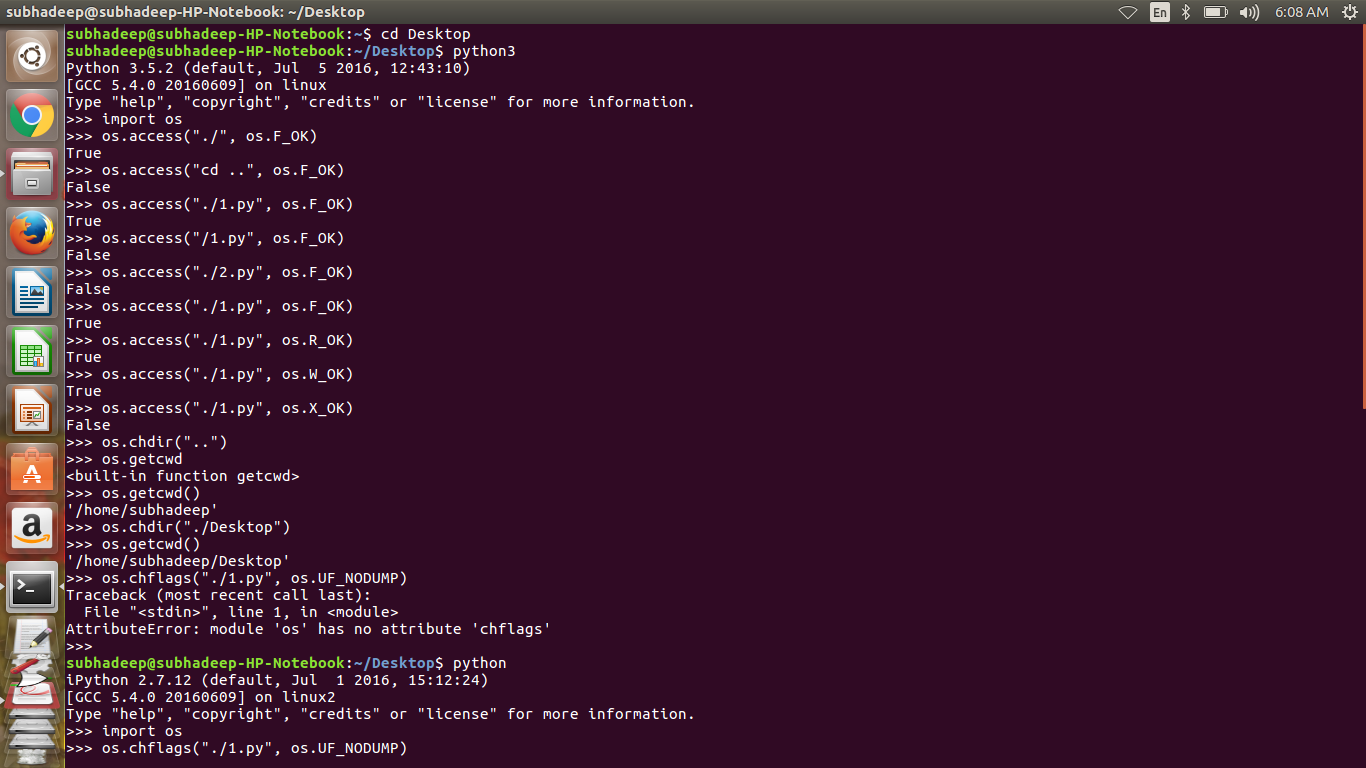 subhadeep@subhadeep-HP-Notebook: ~/Desktop
En
6:08 AM
subhadeep@subhadeep-HP-Notebook:~$ cd Desktop
subhadeep@subhadeep-HP-Notebook:~/Desktop$ python3
Python 3.5.2 (default, Jul  5 2016, 12:43:10)
[GCC 5.4.0 20160609] on linux
Type "help", "copyright", "credits" or "license" for more information.
>>> import os
>>> os.access("./", os.F_OK)
True
>>> os.access("cd ..", os.F_OK)
False
>>> os.access("./1.py", os.F_OK)
True
>>> os.access("/1.py", os.F_OK)
False
>>> os.access("./2.py", os.F_OK)
False
>>> os.access("./1.py", os.F_OK)
True
>>> os.access("./1.py", os.R_OK)
True
>>> os.access("./1.py", os.W_OK)
True
>>> os.access("./1.py", os.X_OK)
False
>>> os.chdir("..")
>>> os.getcwd
<built-in function getcwd>
>>> os.getcwd()
'/home/subhadeep'
>>> os.chdir("./Desktop")
>>> os.getcwd()
'/home/subhadeep/Desktop'
>>> os.chflags("./1.py", os.UF_NODUMP)
Traceback (most recent call last):
  File "<stdin>", line 1, in <module>
AttributeError: module 'os' has no attribute 'chflags'
>>>
subhadeep@subhadeep-HP-Notebook:~/Desktop$ python
iPython 2.7.12 (default, Jul  1 2016, 15:12:24)
[GCC 5.4.0 20160609] on linux2
Type "help", "copyright", "credits" or "license" for more information.
>>> import os
>>> os.chflags("./1.py", os.UF_NODUMP)